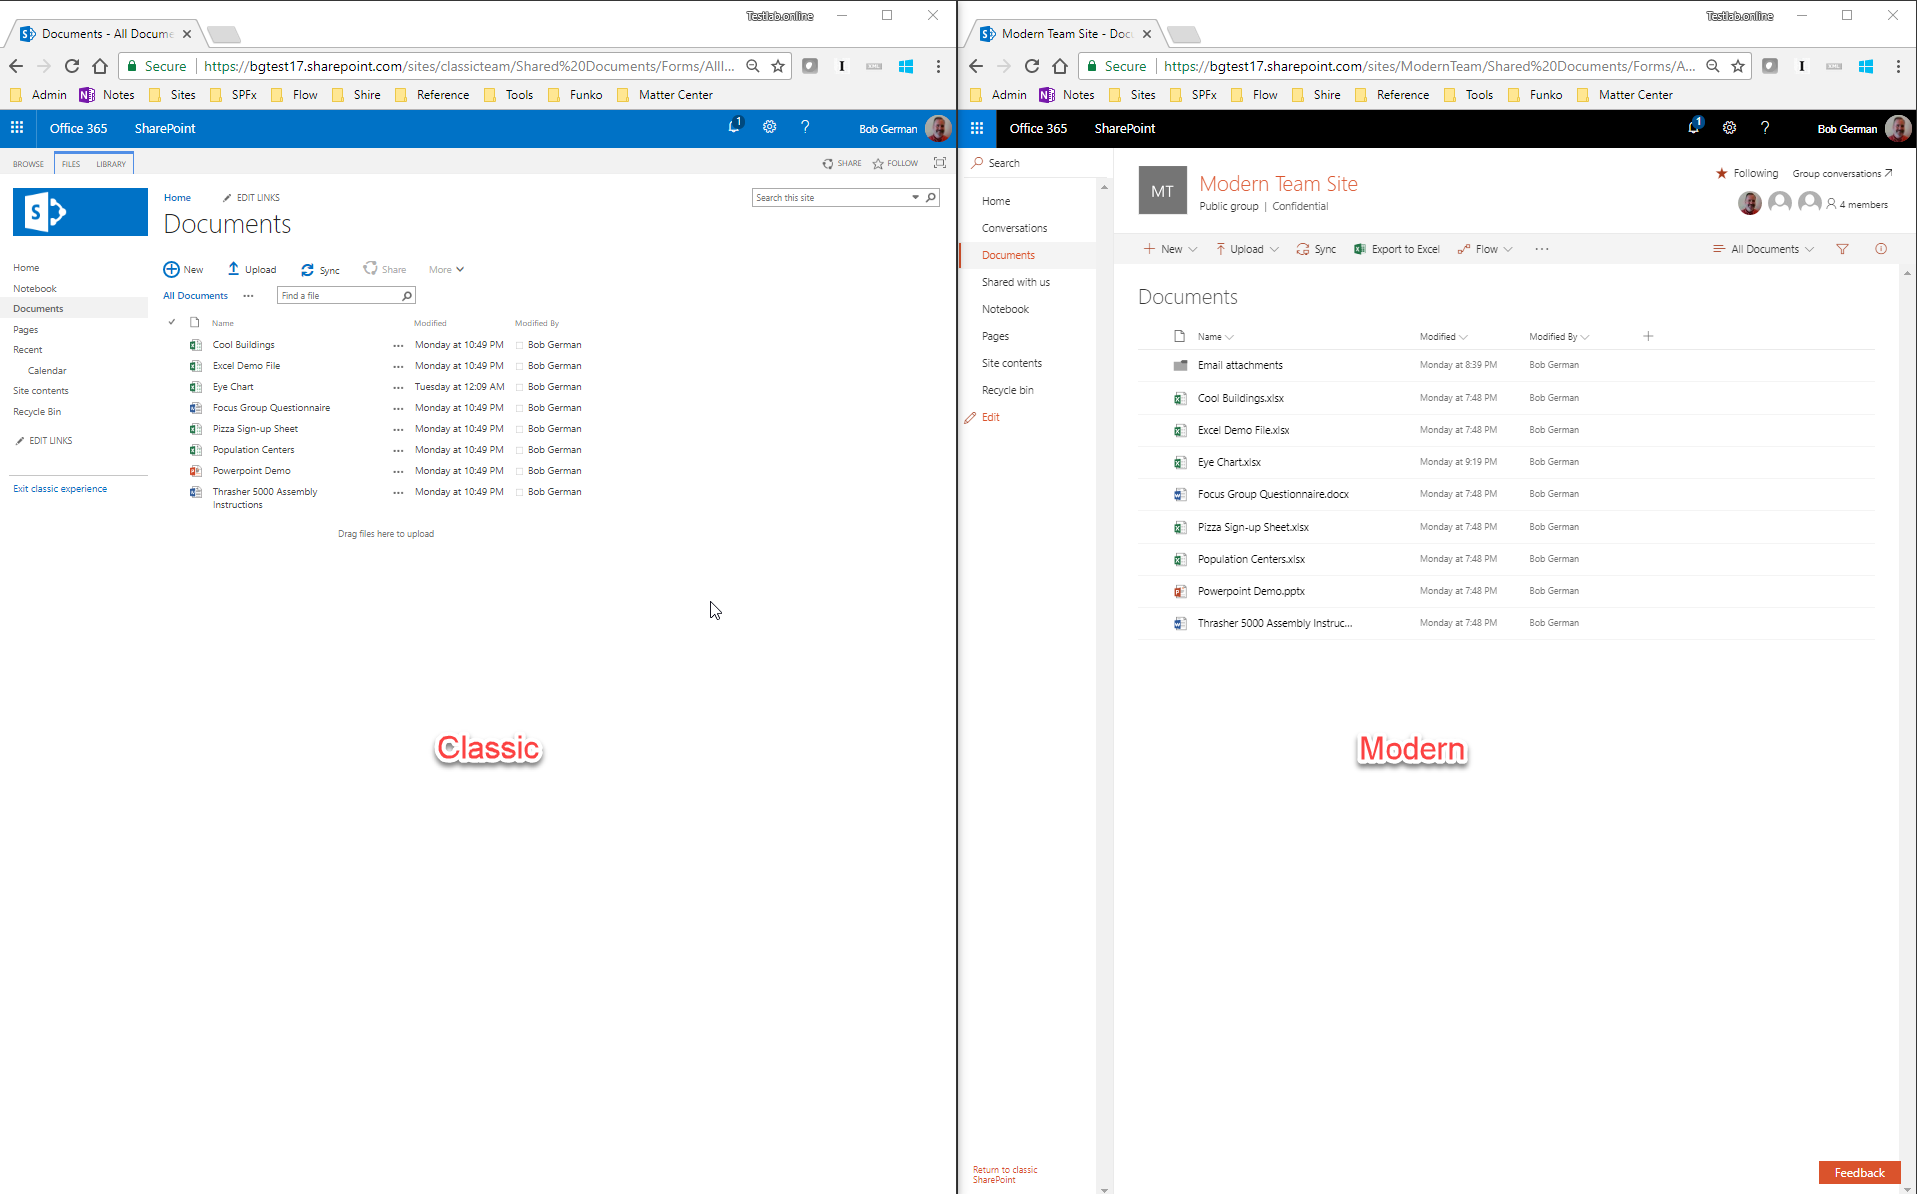 Testlab.online
Documents - All Docume
Secure https://bgtest17.sharepoint.com/sites/classicteam/Shared%20Documents/Forms/AllI...
Admin Notes Sites SPFx Flow Shire Reference Tools Funko Matter Center
Office 365 SharePoint 1 ? Bob German
BROWSE FILES LIBRARY SHARE FOLLOW
S
Home EDIT LINKS
Search this site
Documents
Home
Notebook
Documents
Pages
Recent
Calendar
Site contents
Recycle Bin
EDIT LINKS
Exit classic experience
New Upload Sync Share More
All Documents ... Find a file
Name Modified Modified By
Cool Buildings ... Monday at 10:49 PM Bob German
Excel Demo File ... Monday at 10:49 PM Bob German
Eye Chart ... Tuesday at 12:09 AM Bob German
Focus Group Questionnaire ... Monday at 10:49 PM Bob German
Pizza Sign-up Sheet ... Monday at 10:49 PM Bob German
Population Centers ... Monday at 10:49 PM Bob German
Powerpoint Demo ... Monday at 10:49 PM Bob German
Thrasher 5000 Assembly ... Monday at 10:49 PM Bob German
Instructions
Drag files here to upload
Classic
Testlab.online
Modern Team Site - Doc
Secure https://bgtest17.sharepoint.com/sites/ModernTeam/Shared%20Documents/Forms/A...
Admin Notes Sites SPFx Flow Shire Reference Tools Funko Matter Center
Office 365 SharePoint 1 ? Bob German
Search
Home
Conversations
Documents
Shared with us
Notebook
Pages
Site contents
Recycle bin
Edit
Return to classic
SharePoint
MT
Modern Team Site
Public group | Confidential
Following Group conversations
4 members
New Upload Sync Export to Excel Flow ... All Documents
Documents
Name Modified Modified By +
Email attachments Monday at 8:39 PM Bob German
Cool Buildings.xlsx Monday at 7:48 PM Bob German
Excel Demo File.xlsx Monday at 7:48 PM Bob German
Eye Chart.xlsx Monday at 9:19 PM Bob German
Focus Group Questionnaire.docx Monday at 7:48 PM Bob German
Pizza Sign-up Sheet.xlsx Monday at 7:48 PM Bob German
Population Centers.xlsx Monday at 7:48 PM Bob German
Powerpoint Demo.pptx Monday at 7:48 PM Bob German
Thrasher 5000 Assembly Instruc... Monday at 7:48 PM Bob German
Modern
Feedback